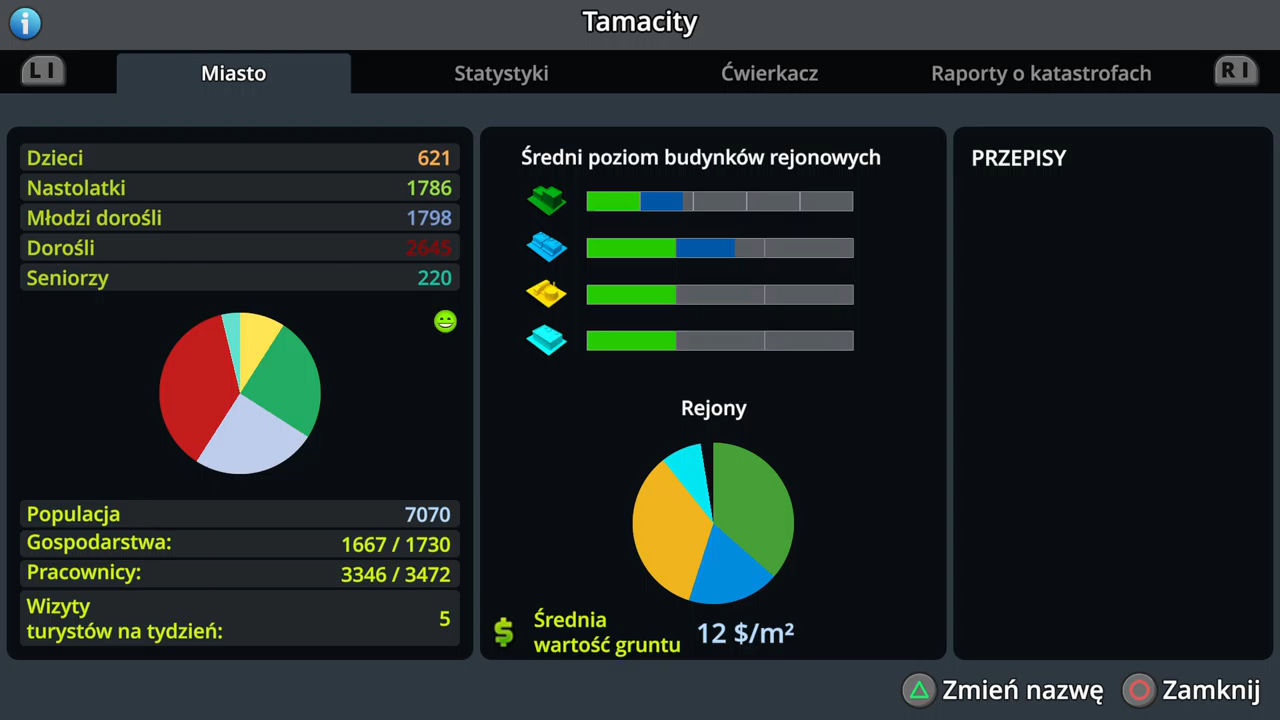 Tamacity
L1
Miasto
Statystyki
Ćwierkacz
Raporty o katastrofach
R1
Dzieci 621
Nastolatki 1786
Młodzi dorośli 1798
Dorośli 2645
Seniorzy 220
Populacja 7070
Gospodarstwa: 1667 / 1730
Pracownicy: 3346 / 3472
Wizyty
turystów na tydzień: 5
Średni poziom budynków rejonowych
Rejony
$ Średnia
wartość gruntu 12 $/m²
PRZEPISY
Zmień nazwę
Zamknij